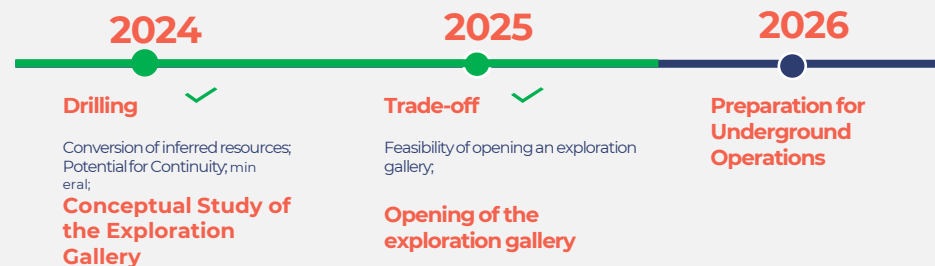 2024
Drilling
Conversion of inferred resources;
Potential for Continuity; min
eral;
Conceptual Study of
the Exploration
Gallery
2025
Trade-off
Feasibility of opening an exploration
gallery;
Opening of the
exploration gallery
2026
Preparation for
Underground
Operations